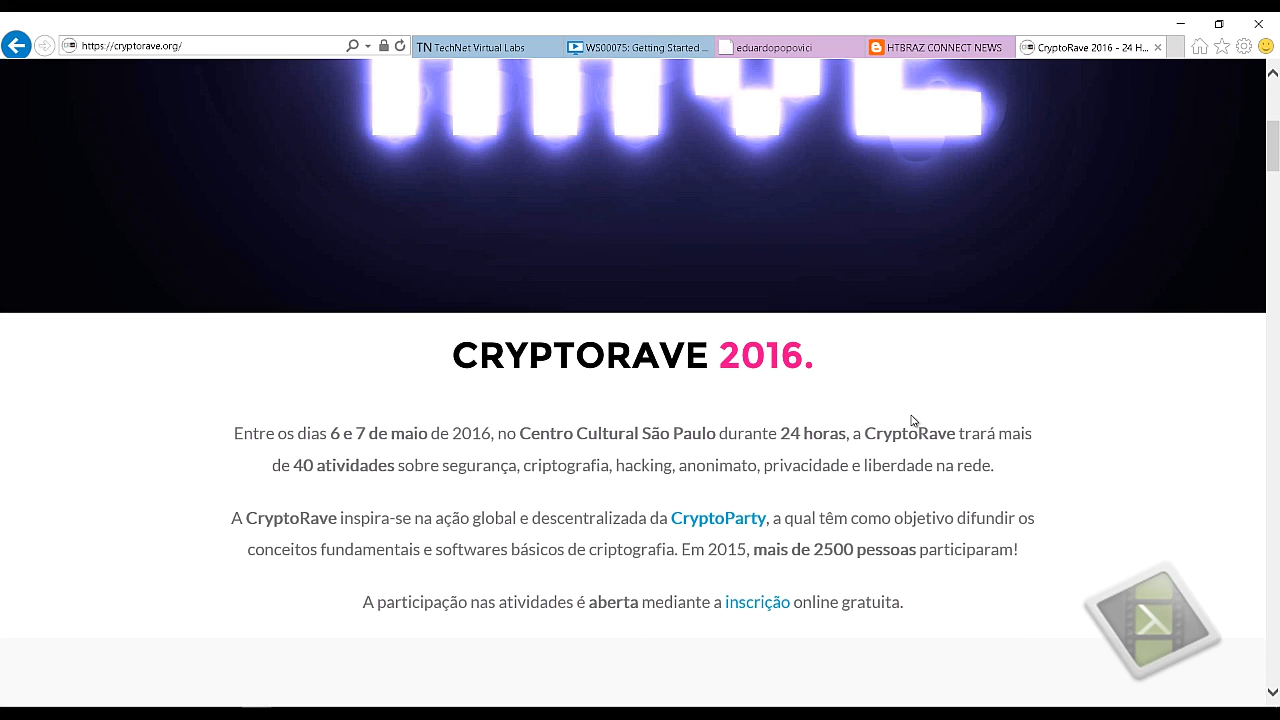 https://cryptorave.org/
TN TechNet Virtual Labs
WSC0175: Getting Started ...
eduardopopovici
HTBRAZ CONNECT NEWS
CryptoRave 2016 - 24 H...
CRYPTORAVE 2016.
Entre os dias 6 e 7 de maio de 2016, no Centro Cultural São Paulo durante 24 horas, a CryptoRave trará mais
de 40 atividades sobre segurança, criptografia, hacking, anonimato, privacidade e liberdade na rede.
A CryptoRave inspira-se na ação global e descentralizada da CryptoParty, a qual têm como objetivo difundir os
conceitos fundamentais e softwares básicos de criptografia. Em 2015, mais de 2500 pessoas participaram!
A participação nas atividades é aberta mediante a inscrição online gratuita.